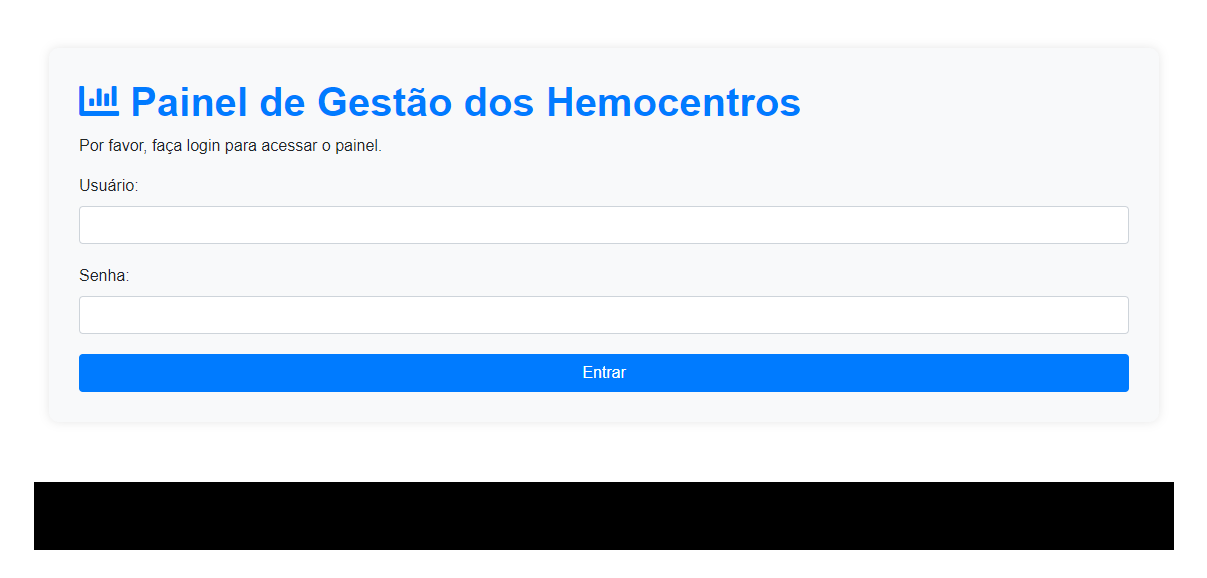 Painel de Gestão dos Hemocentros
Por favor, faça login para acessar o painel.
Usuário:
Senha:
Entrar